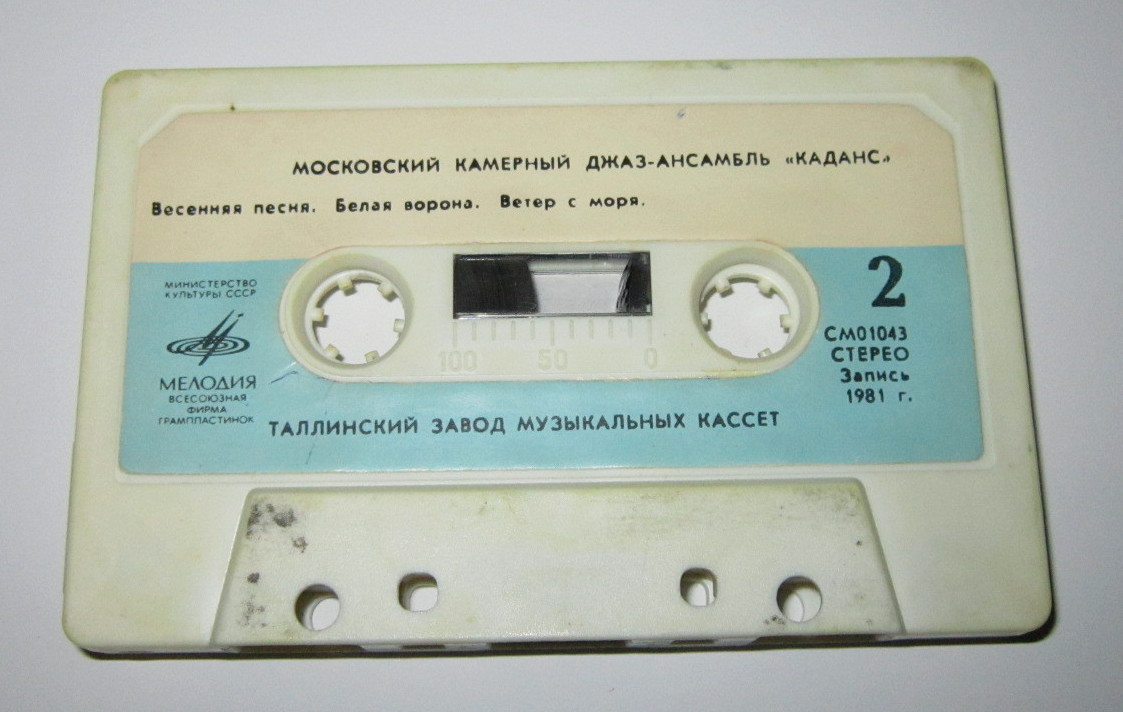 МОСКОВСКИЙ КАМЕРНЫЙ ДЖАЗ-АНСАМБЛЬ «КАДАНС»
Весенняя песня. Белая ворона. Ветер с моря.
МИНИСТЕРСТВО
КУЛЬТУРЫ СССР
МЕЛОДИЯ
ВСЕСОЮЗНАЯ
ФИРМА
ГРАМПЛАСТИНОК
100 50 0
2
СМ01043
СТЕРЕО
Запись
1981 г.
ТАЛЛИНСКИЙ ЗАВОД МУЗЫКАЛЬНЫХ КАССЕТ